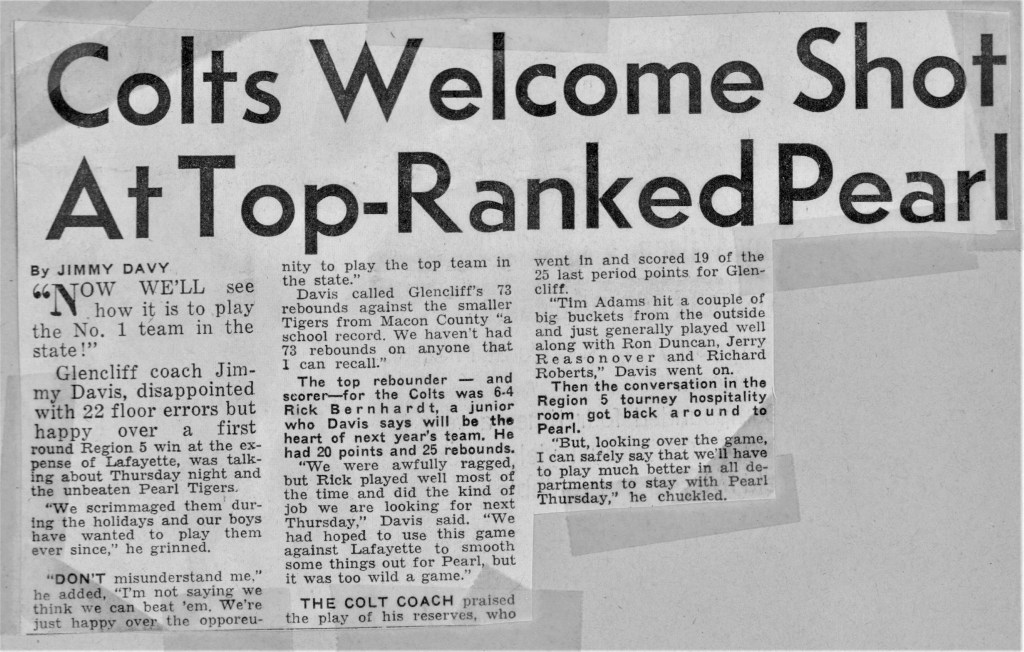 Colts Welcome Shot
At Top-Ranked Pearl
By JIMMY DAVY
"NOW WE'LL see
how it is to play
the No. 1 team in the
state!"
Glencliff coach Jim-
my Davis, disappointed
with 22 floor errors but
happy over a first
round Region 5 win at the ex-
pense of Lafayette, was talk-
ing about Thursday night and
the unbeaten Pearl Tigers.
"We scrimmaged them dur-
ing the holidays and our boys
have wanted to play them
ever since," he grinned.
"DON'T misunderstand me,"
he added, "I'm not saying we
think we can beat 'em. We're
just happy over the opporeu-
nity to play the top team in
the state."
Davis called Glencliff's 73
rebounds against the smaller
Tigers from Macon County "a
school record. We haven't had
73 rebounds on anyone that
I can recall."
The top rebounder — and
scorer—for the Colts was 6-4
Rick Bernhardt, a junior
who Davis says will be the
heart of next year's team. He
had 20 points and 25 rebounds.
"We were awfully ragged,
but Rick played well most of
the time and did the kind of
job we are looking for next
Thursday," Davis said. "We
had hoped to use this game
against Lafayette to smooth
some things out for Pearl, but
it was too wild a game."
THE COLT COACH praised
the play of his reserves, who
went in and scored 19 of the
25 last period points for Glen-
cliff.
"Tim Adams hit a couple of
big buckets from the outside
and just generally played well
along with Ron Duncan, Jerry
Reasonover and Richard
Roberts," Davis went on.
Then the conversation in the
Region 5 tourney hospitality
room got back around to
Pearl.
"But, looking over the game,
I can safely say that we'll have
to play much better in all de-
partments to stay with Pearl
Thursday," he chuckled.